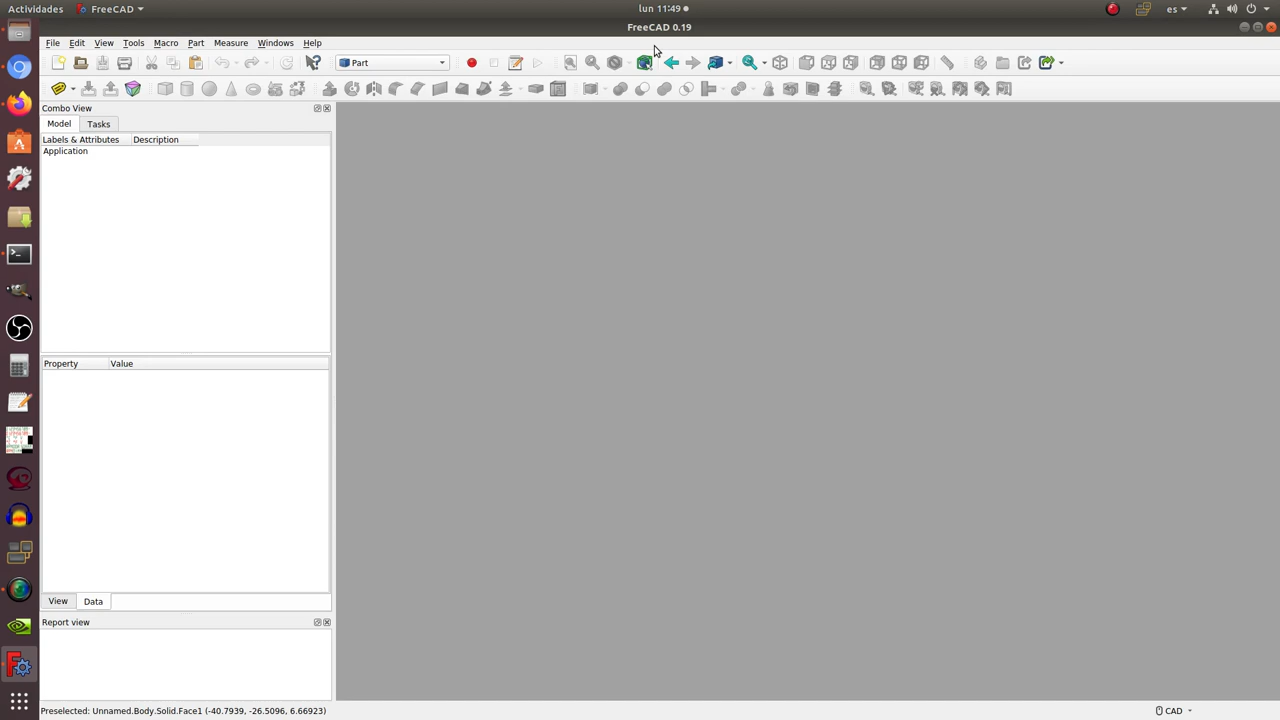 Actividades FreeCAD lun 11:49 es
FreeCAD 0.19
File Edit View Tools Macro Part Measure Windows Help
Part
Combo View
Model Tasks
Labels & Attributes Description
Application
Property Value
View Data
Report view
Preselected: Unnamed.Body.Solid.Face1 (-40.7939, -26.5096, 6.66923) CAD